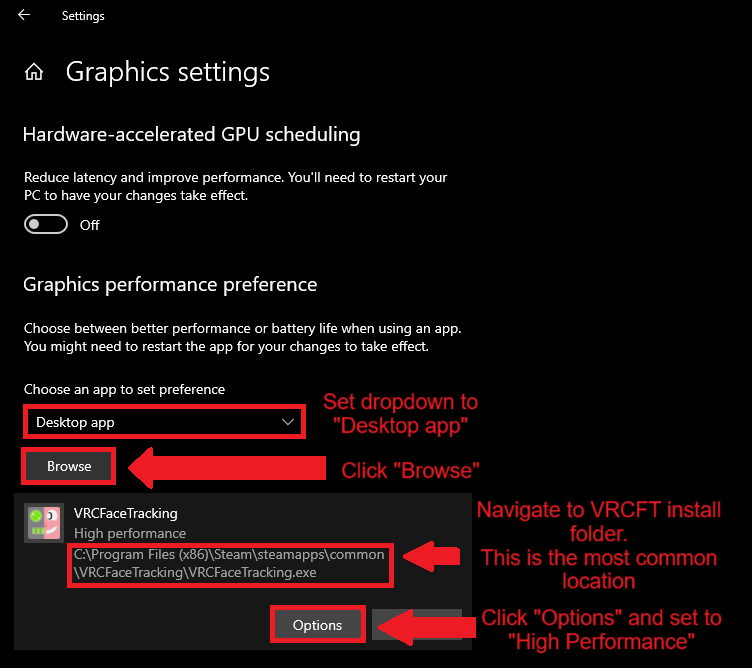 Settings
Graphics settings
Hardware-accelerated GPU scheduling
Reduce latency and improve performance. You'll need to restart your
PC to have your changes take effect.
Off
Graphics performance preference
Choose between better performance or battery life when using an app.
You might need to restart the app for your changes to take effect.
Choose an app to set preference
Desktop app
Set dropdown to
"Desktop app"
Browse
Click "Browse"
VRCFaceTracking
High performance
C:\Program Files (x86)\Steam\steamapps\common
\VRCFaceTracking\VRCFaceTracking.exe
Navigate to VRCFT install
folder.
This is the most common
location
Options
Click "Options" and set to
"High Performance"